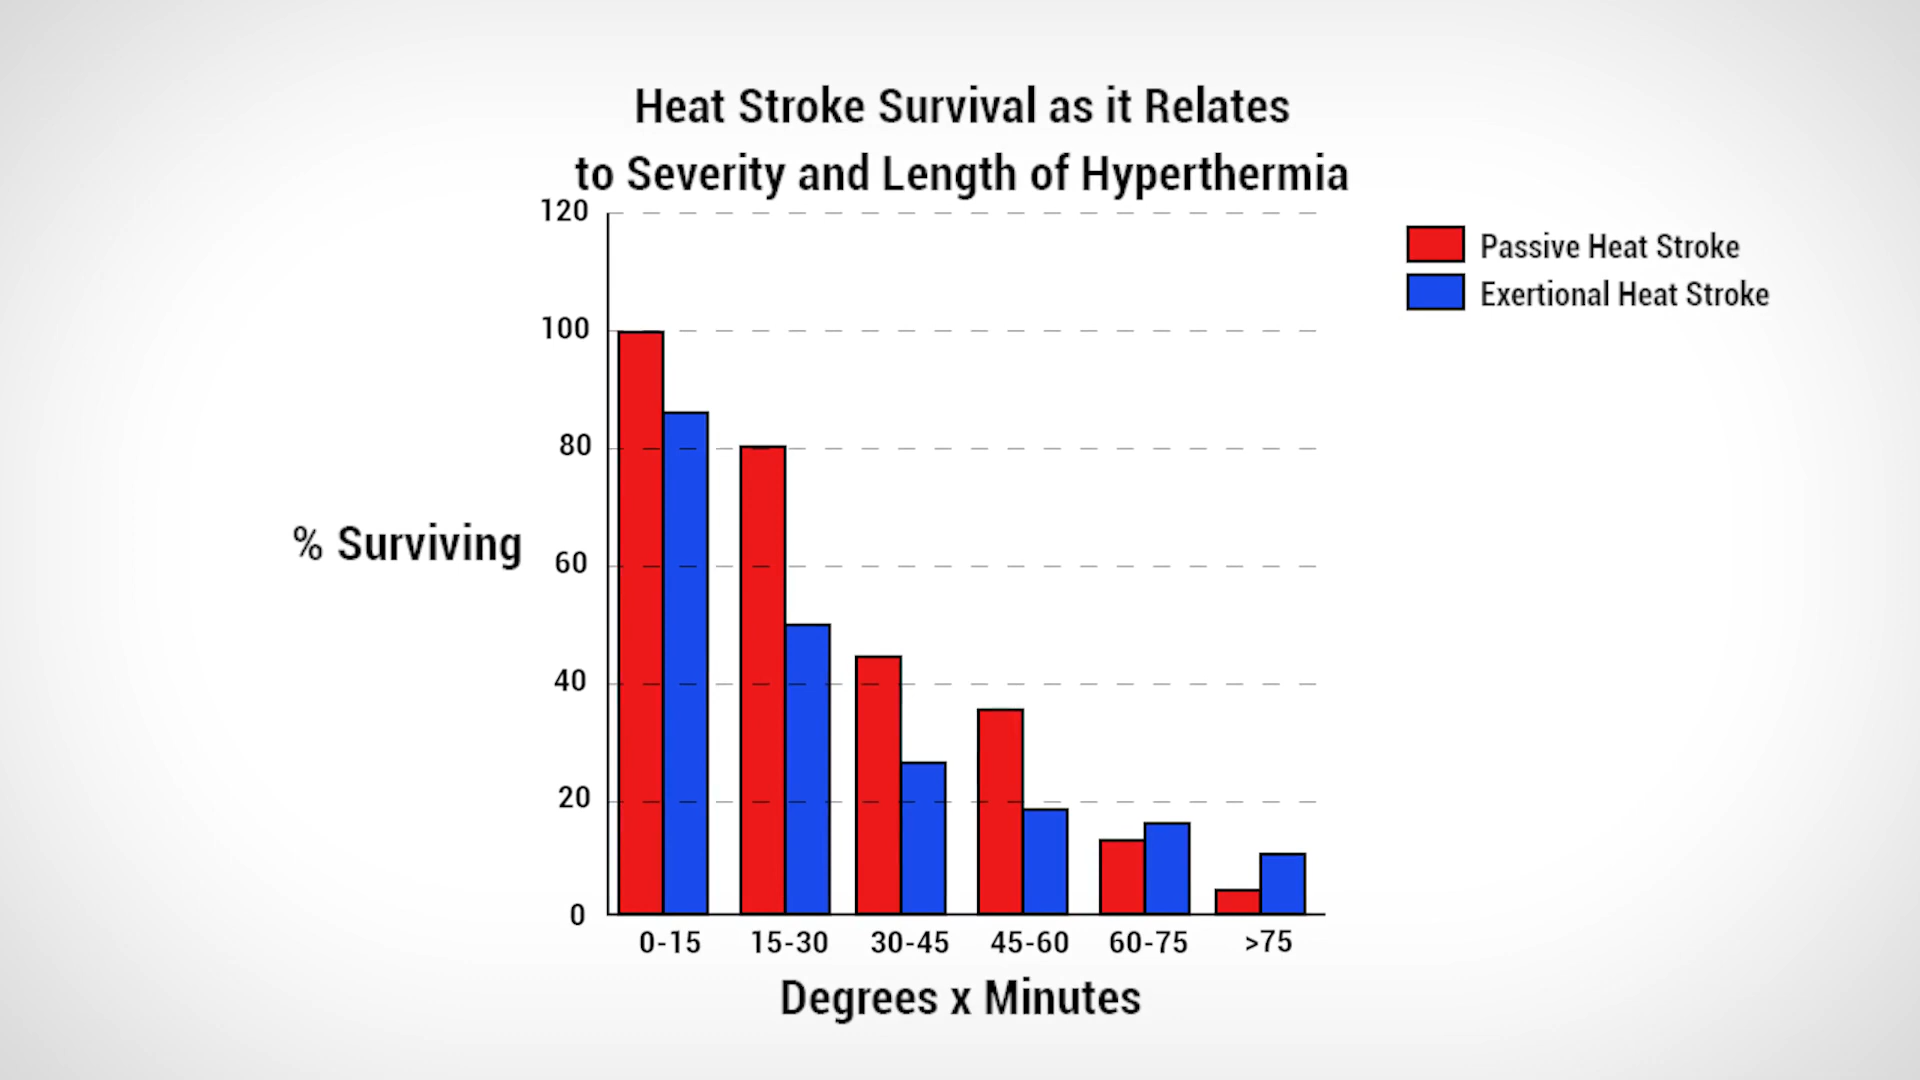 Heat Stroke Survival as it Relates
to Severity and Length of Hyperthermia
120
100
80
60
40
20
0
% Surviving
0-15 15-30 30-45 45-60 60-75 >75
Degrees x Minutes
Passive Heat Stroke
Exertional Heat Stroke